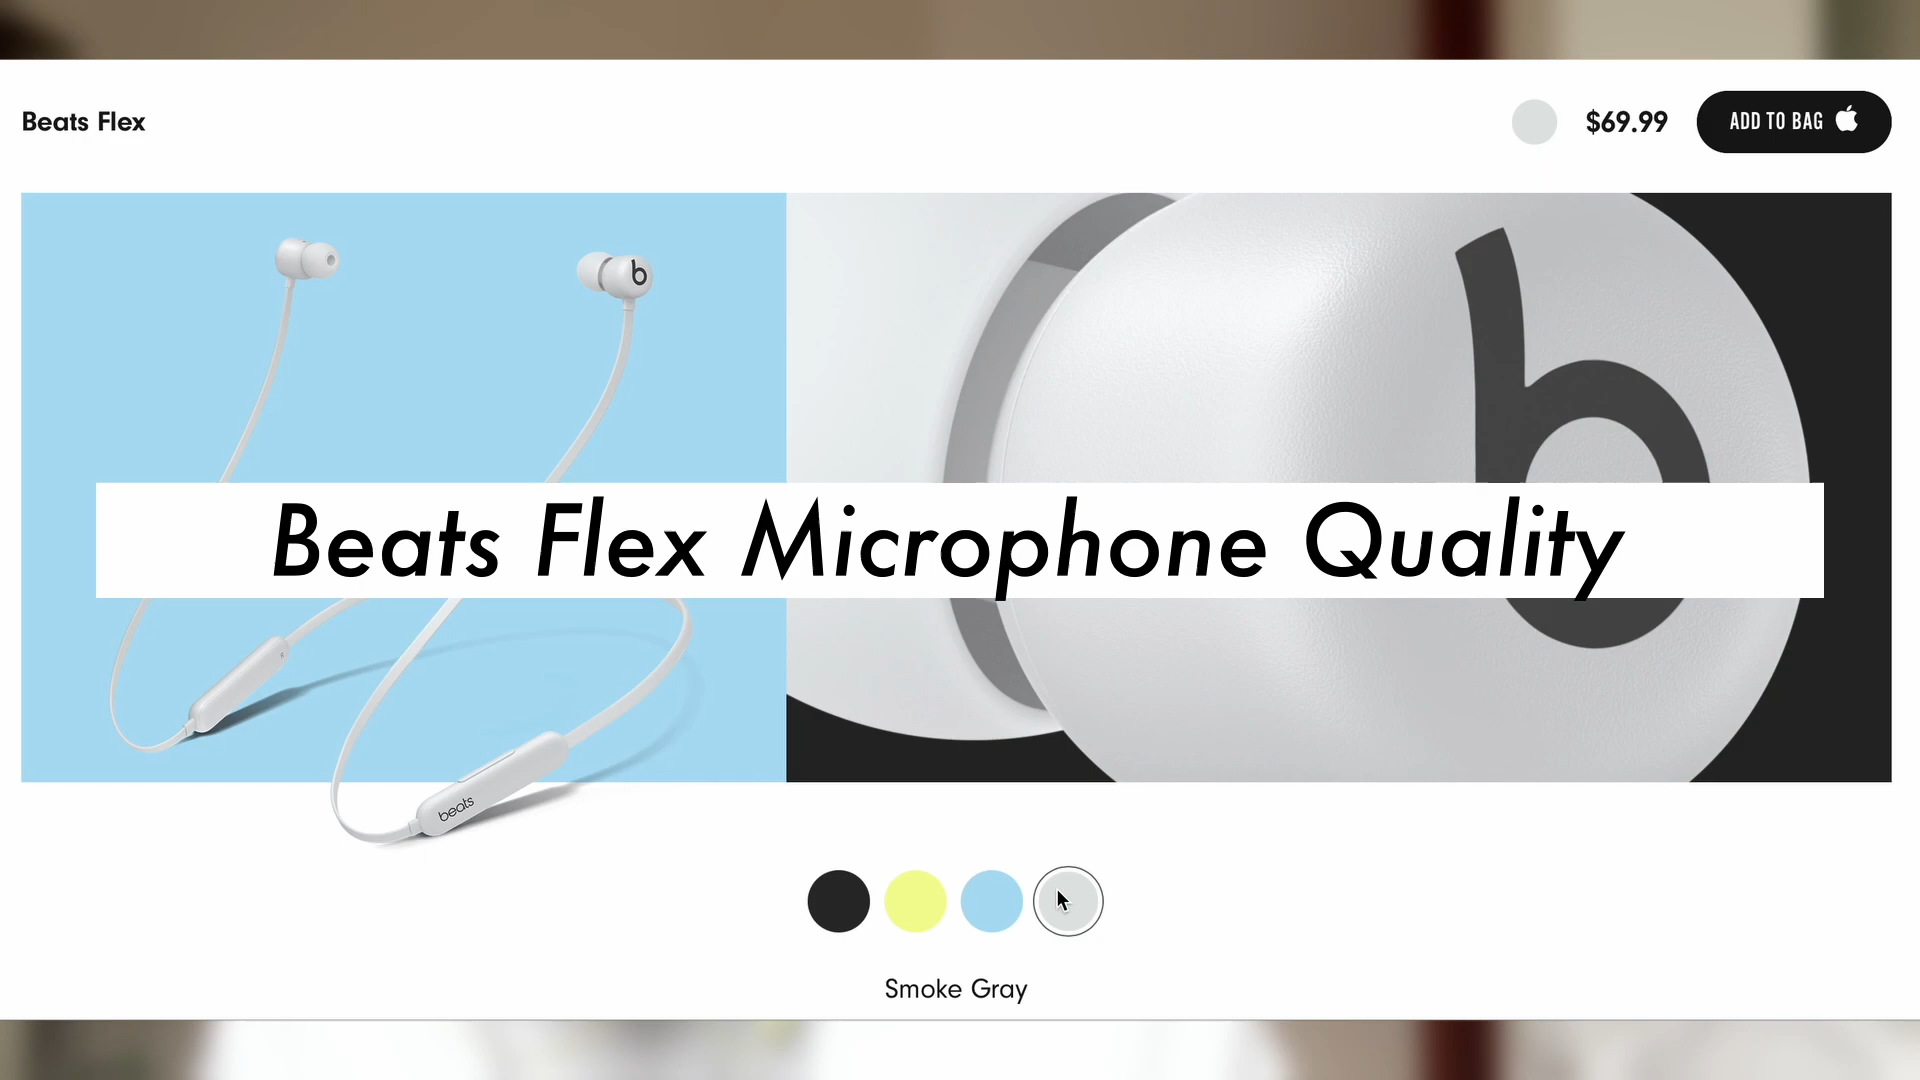 Beats Flex
$69.99
ADD TO BAG
b
b
Beats Flex Microphone Quality
beats
Smoke Gray